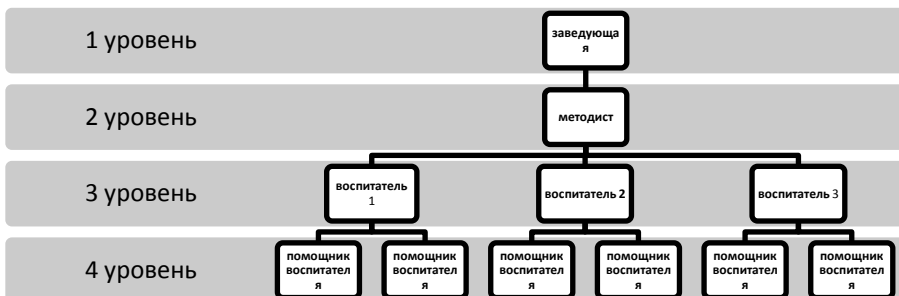 1 уровень
заведующа
я
2 уровень
методист
3 уровень
воспитатель
1
воспитатель 2
воспитатель 3
4 уровень
помощник
воспитател
я
помощник
воспитател
я
помощник
воспитател
я
помощник
воспитател
я
помощник
воспитател
я
помощник
воспитател
я